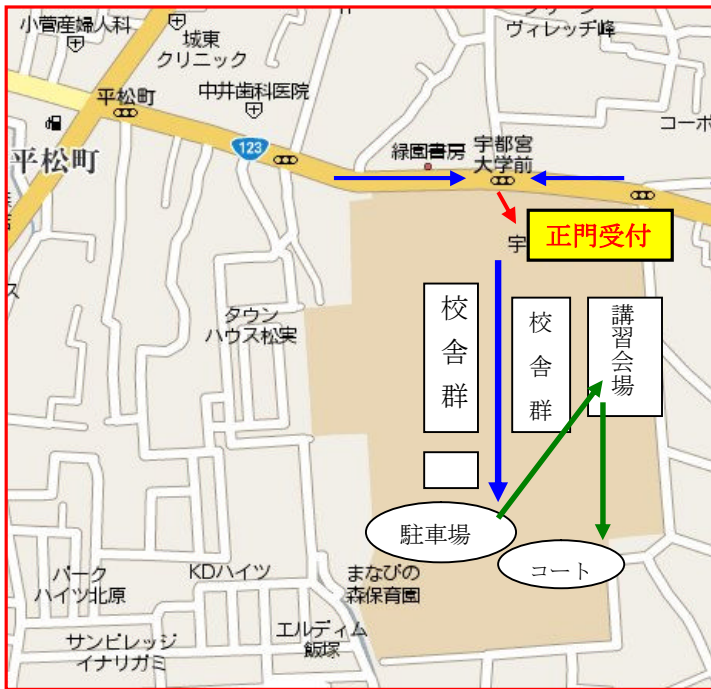 小菅産婦人科
城東
クリニック
ヴィレッヂ峰
平松町
中井歯科医院
コーポ
123
緑園書房
宇都宮
大学前
平松町
正門受付
宇
校舎群
校舎群
講習会場
ス
タウン
ハウス松実
駐車場
コート
パーク
ハイツ北原
KDハイツ
まなびの
森保育園
サンビレッジ
イナリガミ
エルディム
飯塚